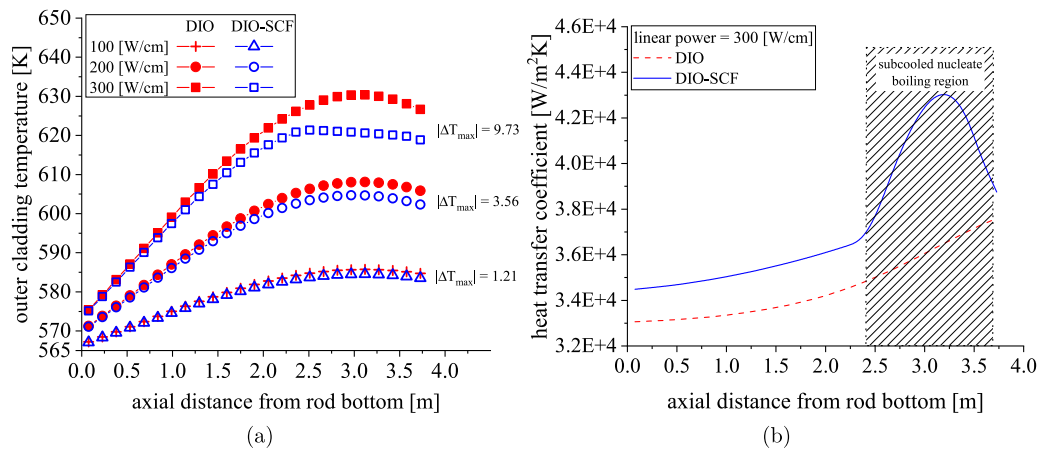 DIO DIO-SCF
100 [W/cm]
200 [W/cm]
300 [W/cm]
650
640
630
620
610
600
590
580
570
565
outer cladding temperature [K]
|ΔT_max| = 9.73
|ΔT_max| = 3.56
|ΔT_max| = 1.21
0.0 0.5 1.0 1.5 2.0 2.5 3.0 3.5 4.0 4.5
axial distance from rod bottom [m]
(a)
4.6E+4
4.4E+4
4.2E+4
4.0E+4
3.8E+4
3.6E+4
3.4E+4
3.2E+4
heat transfer coefficient [W/m²K]
linear power = 300 [W/cm]
DIO
DIO-SCF
subcooled nucleate
boiling region
0.0 0.5 1.0 1.5 2.0 2.5 3.0 3.5 4.0
axial distance from rod bottom [m]
(b)